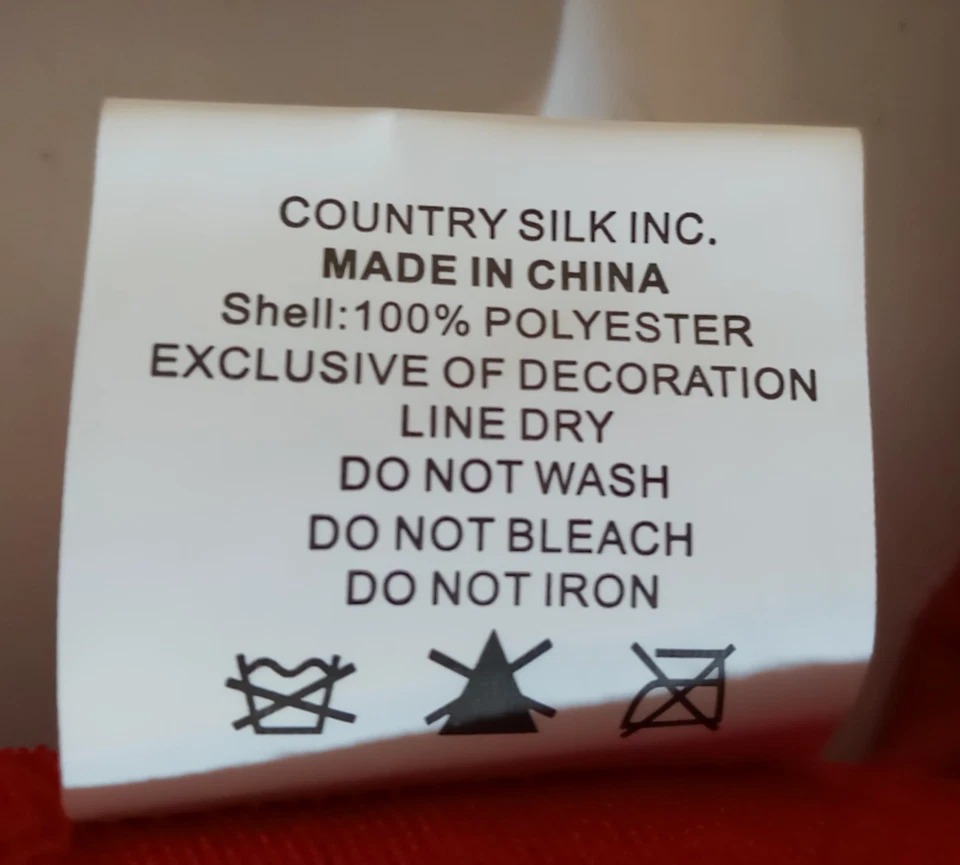 COUNTRY SILK INC.
MADE IN CHINA
Shell:100% POLYESTER
EXCLUSIVE OF DECORATION
LINE DRY
DO NOT WASH
DO NOT BLEACH
DO NOT IRON